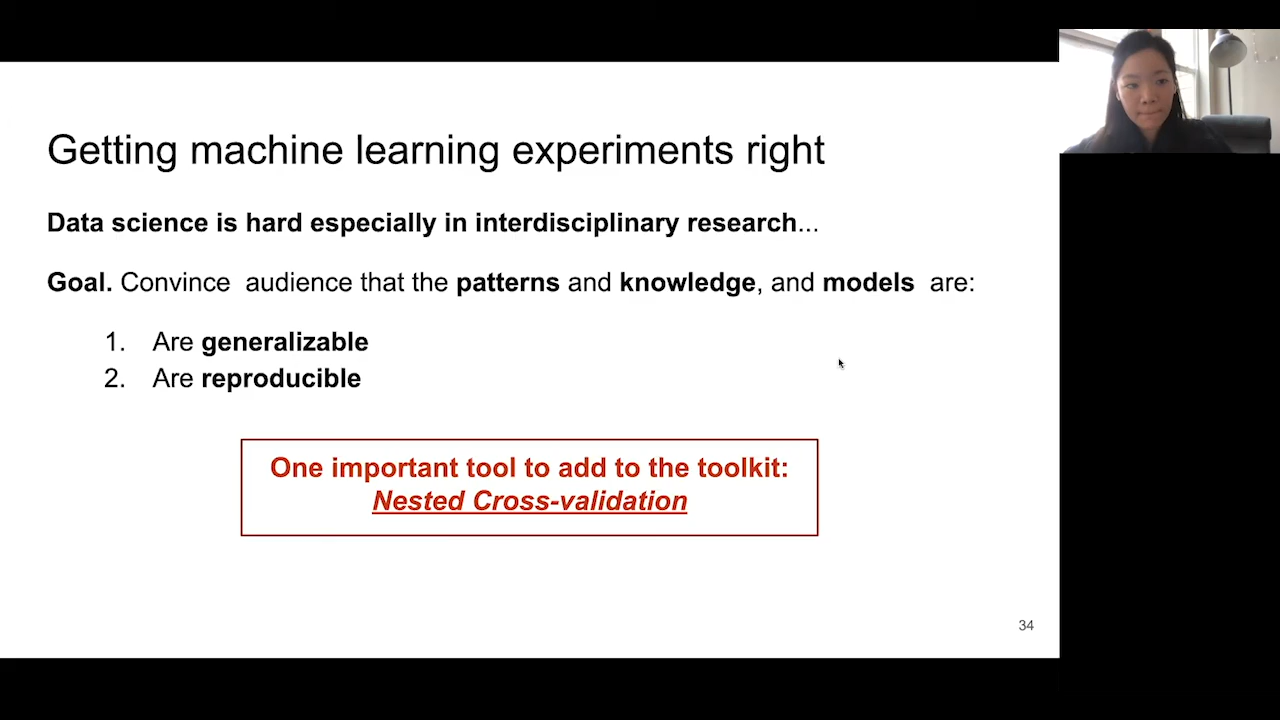 Getting machine learning experiments right
Data science is hard especially in interdisciplinary research...
Goal. Convince  audience that the patterns and knowledge, and models  are:
1. Are generalizable
2. Are reproducible
One important tool to add to the toolkit:
Nested Cross-validation
34